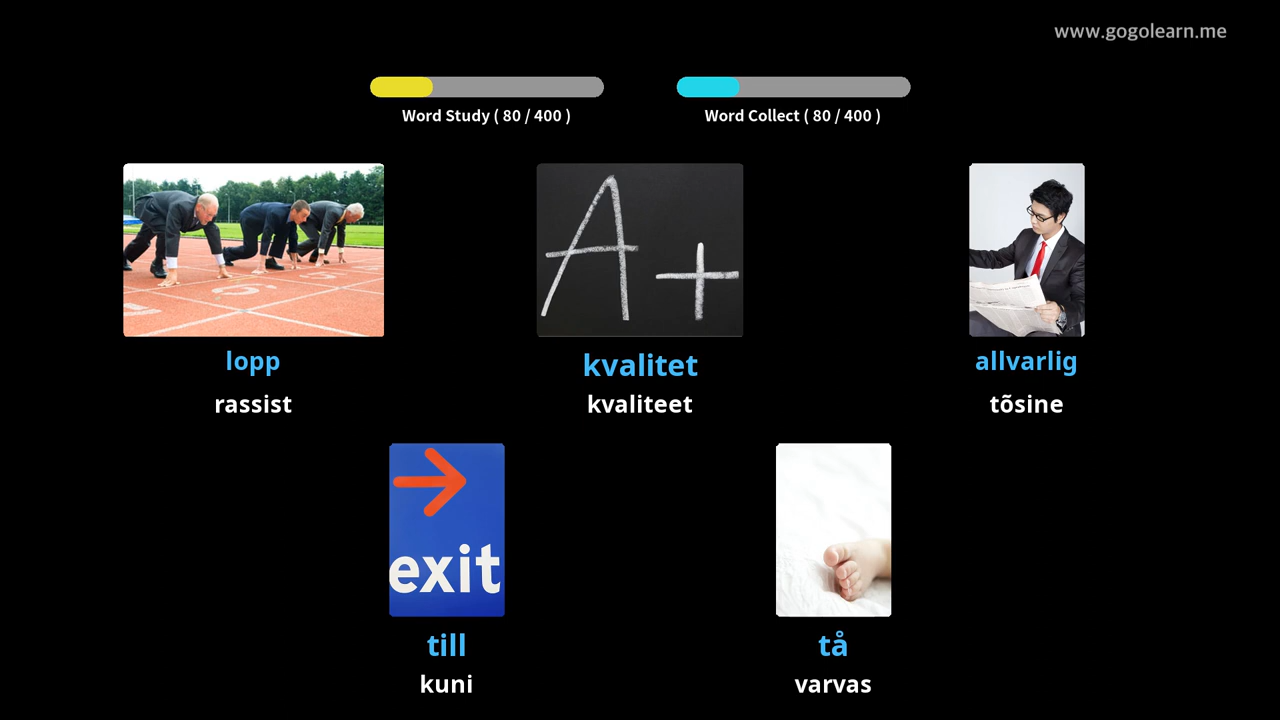 www.gogolearn.me
Word Study ( 80 / 400 )
Word Collect ( 80 / 400 )
A+
lopp
kvalitet
allvarlig
rassist
kvaliteet
tõsine
exit
till
tå
kuni
varvas